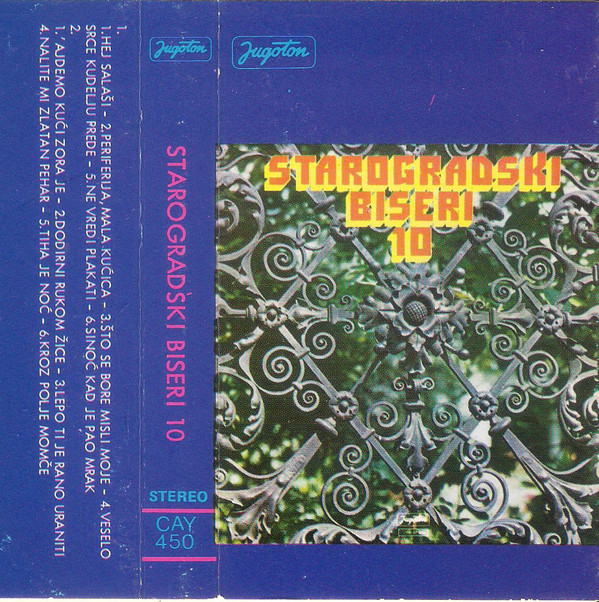 1.
1.HEJ SALAŠI - 2.PERIFERIJA, MALA KUĆICA - 3.ŠTO SE BORE MISLI MOJE - 4.VESELO
SRCE KUDELJU PREDE - 5.NE VREDI PLAKATI - 6.SINOĆ KAD JE PAO MRAK
2.
1.'AJDEMO KUĆI ZORA JE - 2.DODIRNI RUKOM ŽICE - 3.LEPO TI JE RANO URANITI
4.NALITE MI ZLATAN PEHAR - 5.TIHA JE NOĆ - 6.KROZ POLJE MOMČE
Jugoton
STAROGRADSKI BISERI 10
STEREO
CAY
450
Jugoton
STAROGRADSKI
BISERI
10